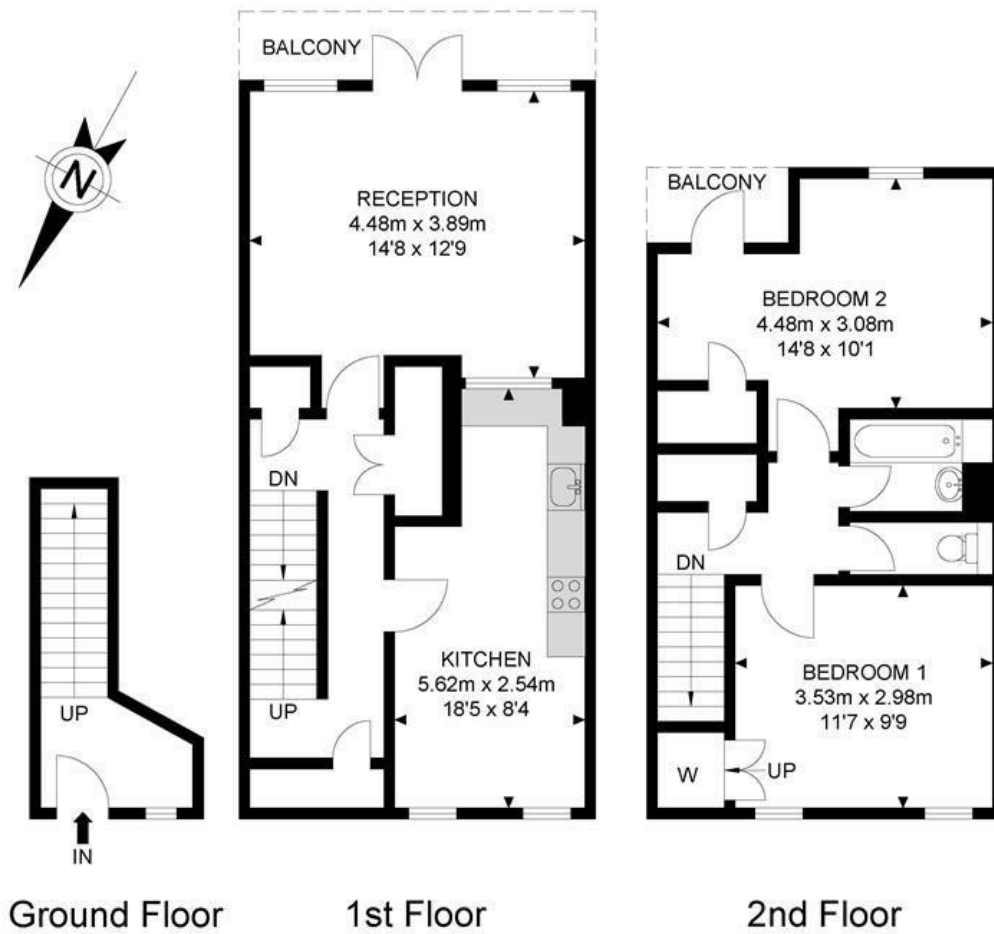 BALCONY
N
RECEPTION
4.48m x 3.89m
14'8 x 12'9
DN
UP
KITCHEN
5.62m x 2.54m
18'5 x 8'4
BALCONY
BEDROOM 2
4.48m x 3.08m
14'8 x 10'1
DN
BEDROOM 1
3.53m x 2.98m
11'7 x 9'9
W
UP
UP
IN
Ground Floor
1st Floor
2nd Floor